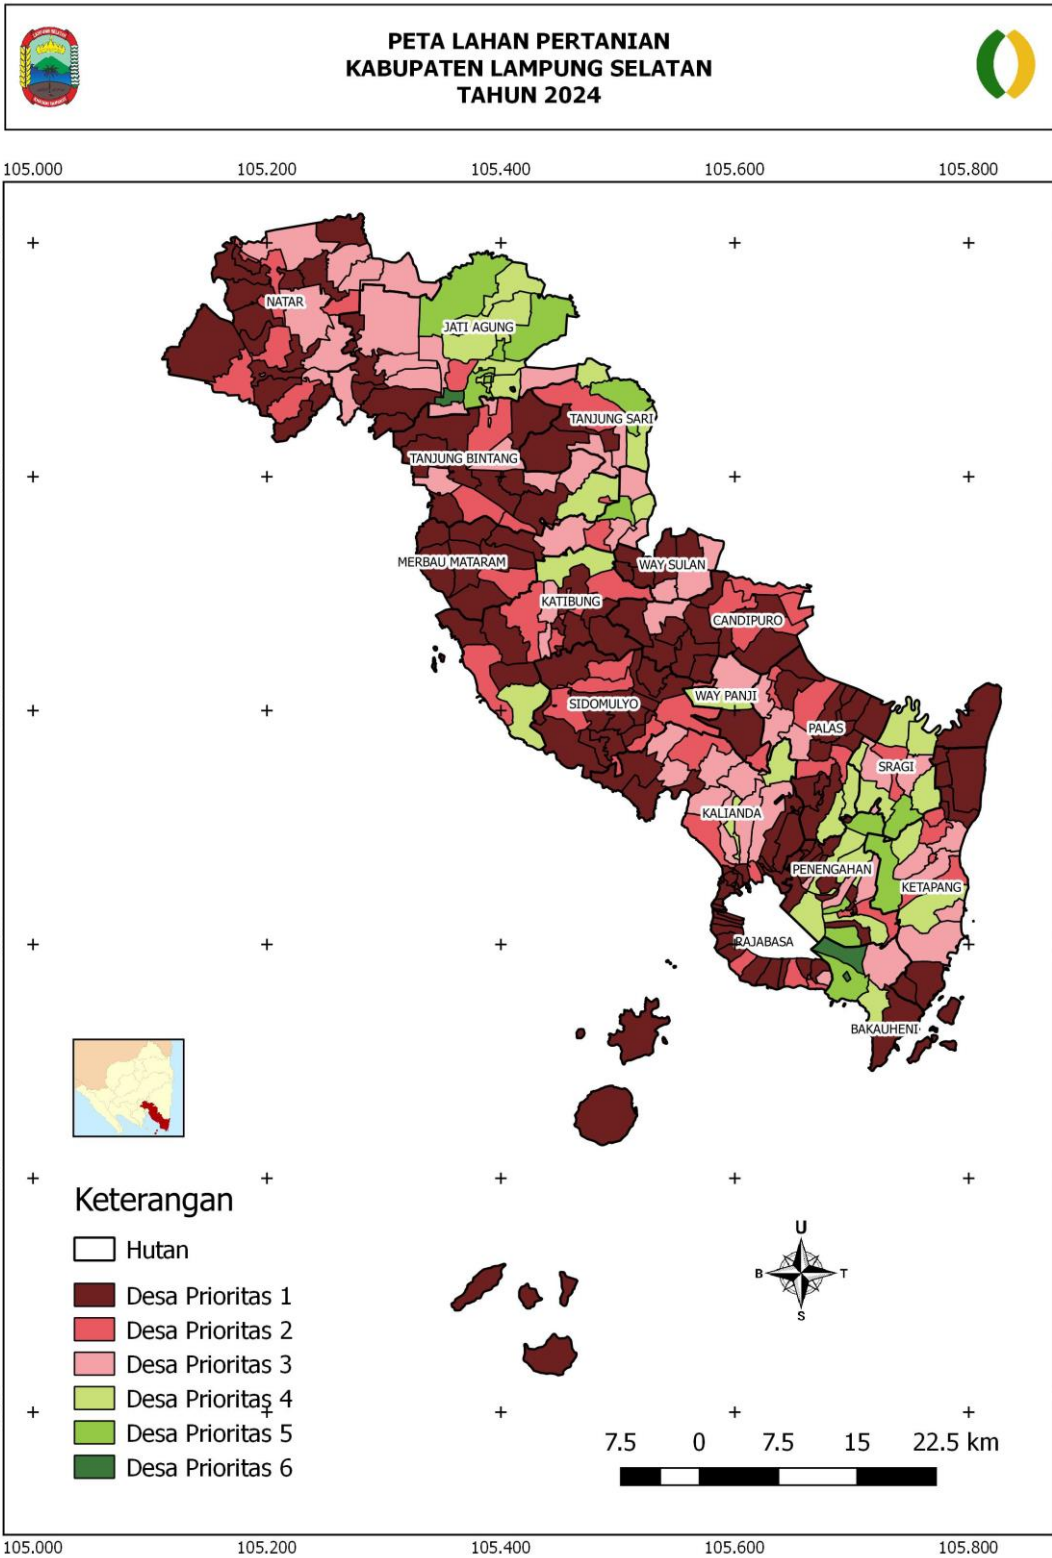 PETA LAHAN PERTANIAN
KABUPATEN LAMPUNG SELATAN
TAHUN 2024
105.000 105.200 105.400 105.600 105.800
NATAR
JATI AGUNG
TANJUNG SARI
TANJUNG BINTANG
MERBAU MATARAM
WAY SULAN
KATIBUNG
CANDIPURO
WAY PANJI
SIDOMULYO
PALAS
SRAGI
KALIANDA
PENENGAHAN
KETAPANG
RAJABASA
BAKAUHENI
Keterangan
Hutan
Desa Prioritas 1
Desa Prioritas 2
Desa Prioritas 3
Desa Prioritas 4
Desa Prioritas 5
Desa Prioritas 6
U
B T
S
7.5 0 7.5 15 22.5 km
105.000 105.200 105.400 105.600 105.800